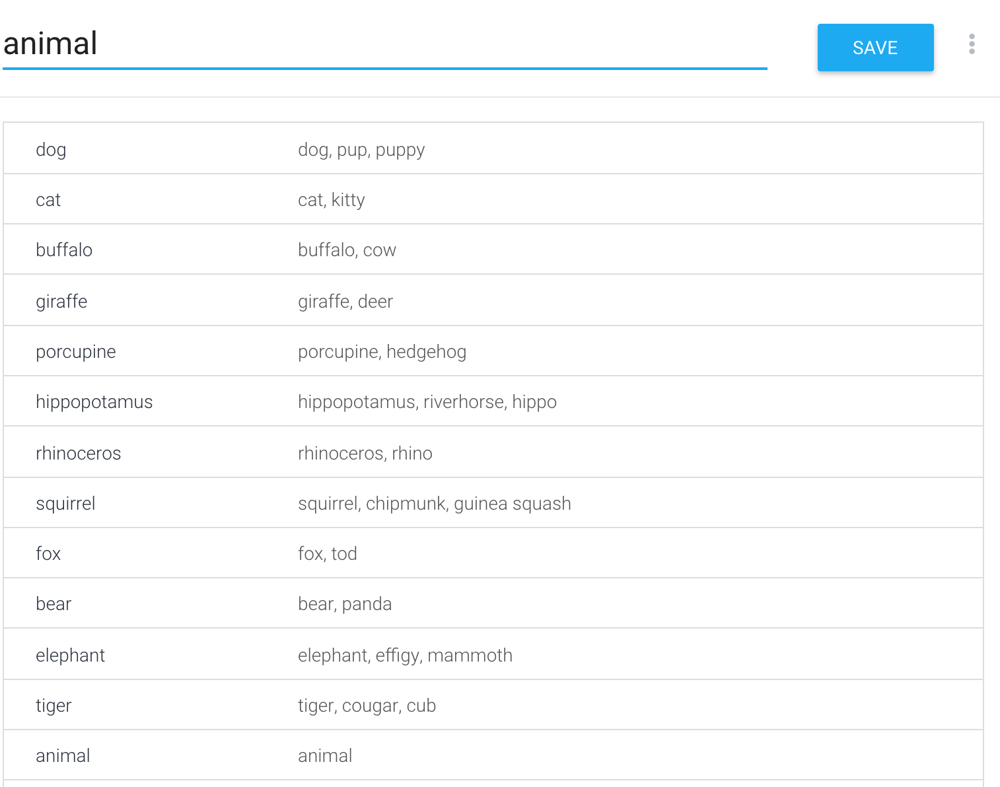 animal SAVE
dog dog, pup, puppy
cat cat, kitty
buffalo buffalo, cow
giraffe giraffe, deer
porcupine porcupine, hedgehog
hippopotamus hippopotamus, riverhorse, hippo
rhinoceros rhinoceros, rhino
squirrel squirrel, chipmunk, guinea squash
fox fox, tod
bear bear, panda
elephant elephant, effigy, mammoth
tiger tiger, cougar, cub
animal animal